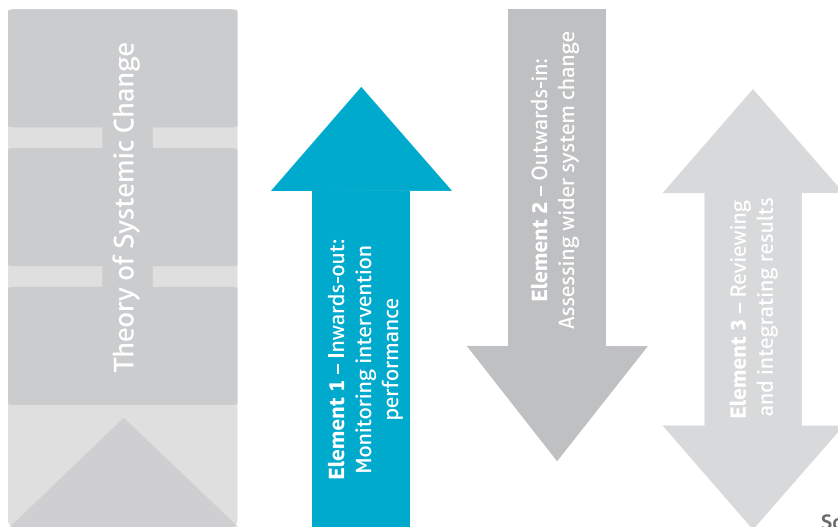 Theory of Systemic Change
Element 1 – Inwards-out:
Monitoring intervention
performance
Element 2 – Outwards-in:
Assessing wider system change
Element 3 – Reviewing
and integrating results